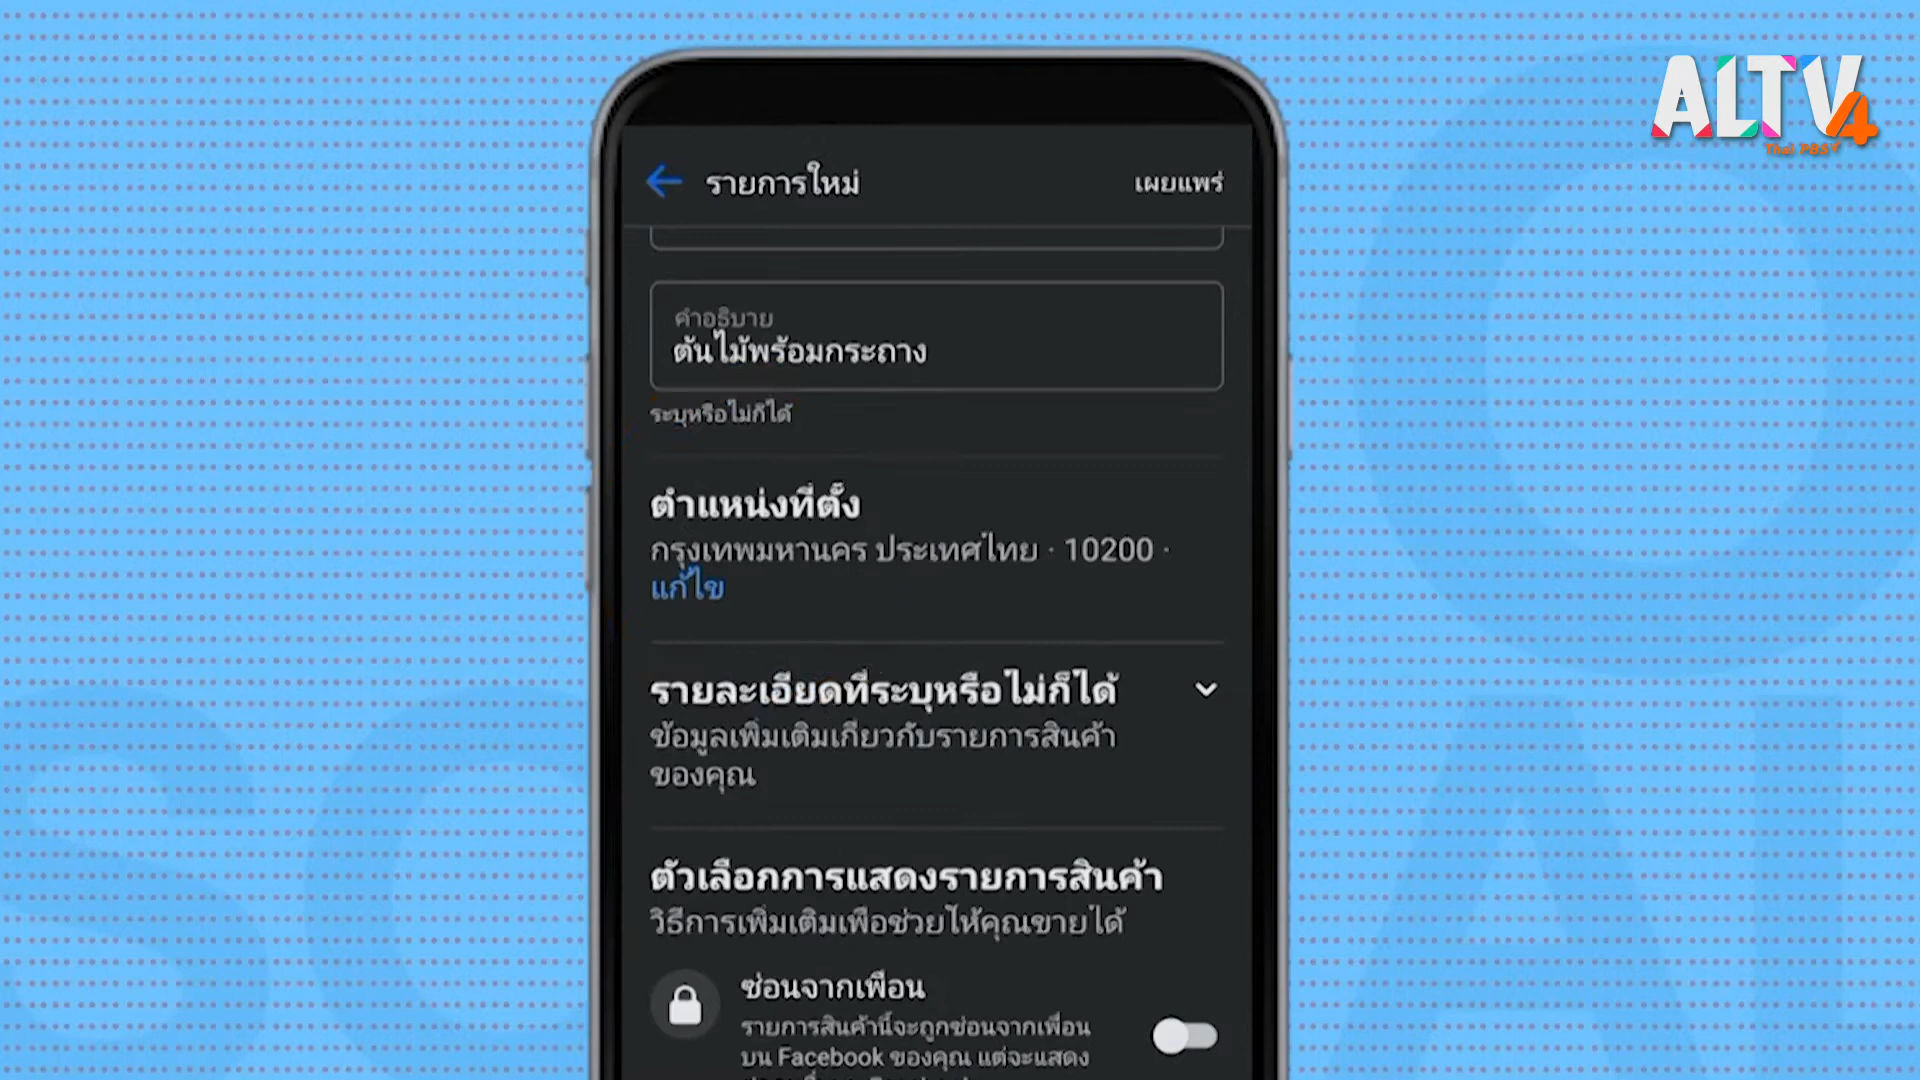 ALTV4
Thai PBS
รายการใหม่
เผยแพร่
คำอธิบาย
ต้นไม้พร้อมกระถาง
ระบุหรือไม่ก็ได้
ตำแหน่งที่ตั้ง
กรุงเทพมหานคร ประเทศไทย · 10200 ·
แก้ไข
รายละเอียดที่ระบุหรือไม่ก็ได้
ข้อมูลเพิ่มเติมเกี่ยวกับรายการสินค้า
ของคุณ
ตัวเลือกการแสดงรายการสินค้า
วิธีการเพิ่มเติมเพื่อช่วยให้คุณขายได้
ซ่อนจากเพื่อน
รายการสินค้านี้จะถูกซ่อนจากเพื่อน
บน Facebook ของคุณ แต่จะแสดง